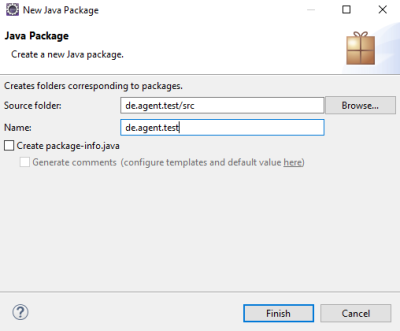 New Java Package
Java Package
Create a new Java package.
Creates folders corresponding to packages.
Source folder: de.agent.test/src Browse...
Name: de.agent.test
Create package-info.java
Generate comments (configure templates and default value here)
? Finish Cancel